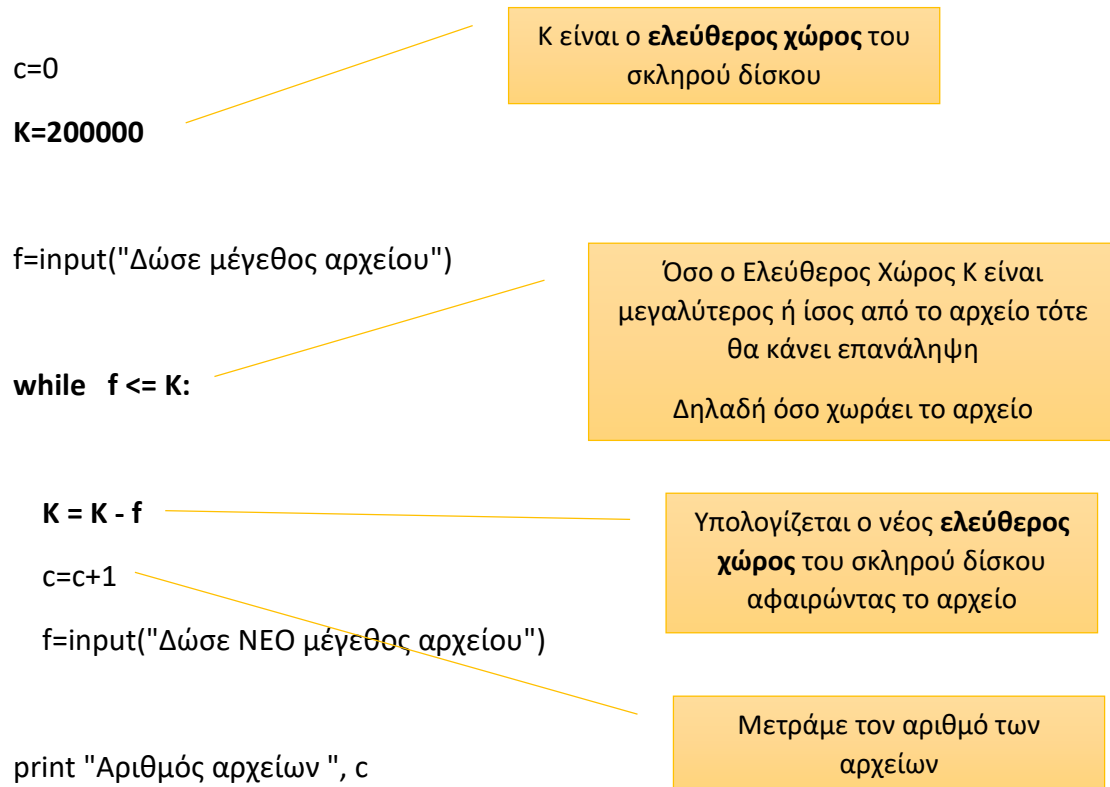 c=0
K είναι ο ελεύθερος χώρος του
σκληρού δίσκου
K=200000
f=input("Δώσε μέγεθος αρχείου")
Όσο ο Ελεύθερος Χώρος Κ είναι
μεγαλύτερος ή ίσος από το αρχείο τότε
θα κάνει επανάληψη
Δηλαδή όσο χωράει το αρχείο
while f <= K:
K = K - f
Υπολογίζεται ο νέος ελεύθερος
χώρος του σκληρού δίσκου
αφαιρώντας το αρχείο
c=c+1
f=input("Δώσε ΝΕΟ μέγεθος αρχείου")
Μετράμε τον αριθμό των
αρχείων
print "Αριθμός αρχείων ", c